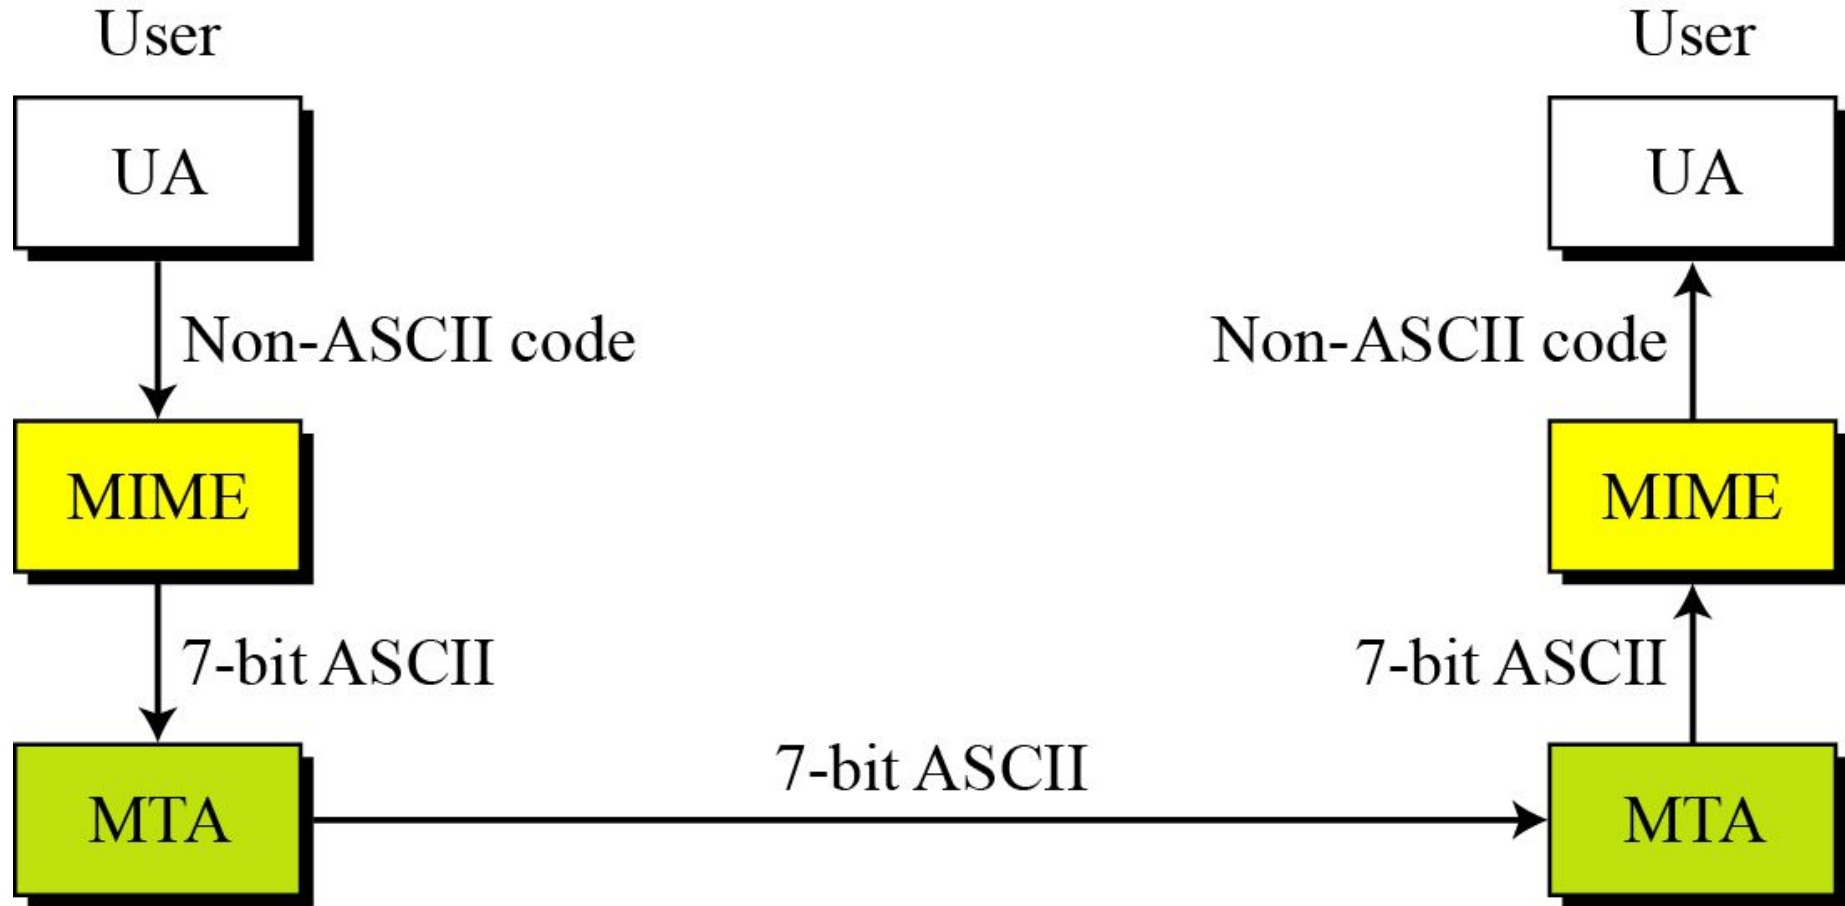 User
User
UA
UA
Non-ASCII code
Non-ASCII code
MIME
MIME
7-bit ASCII
7-bit ASCII
7-bit ASCII
MTA
MTA